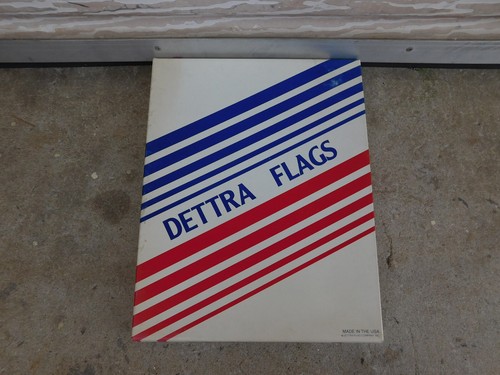 DETTRA FLAGS
MADE IN THE USA